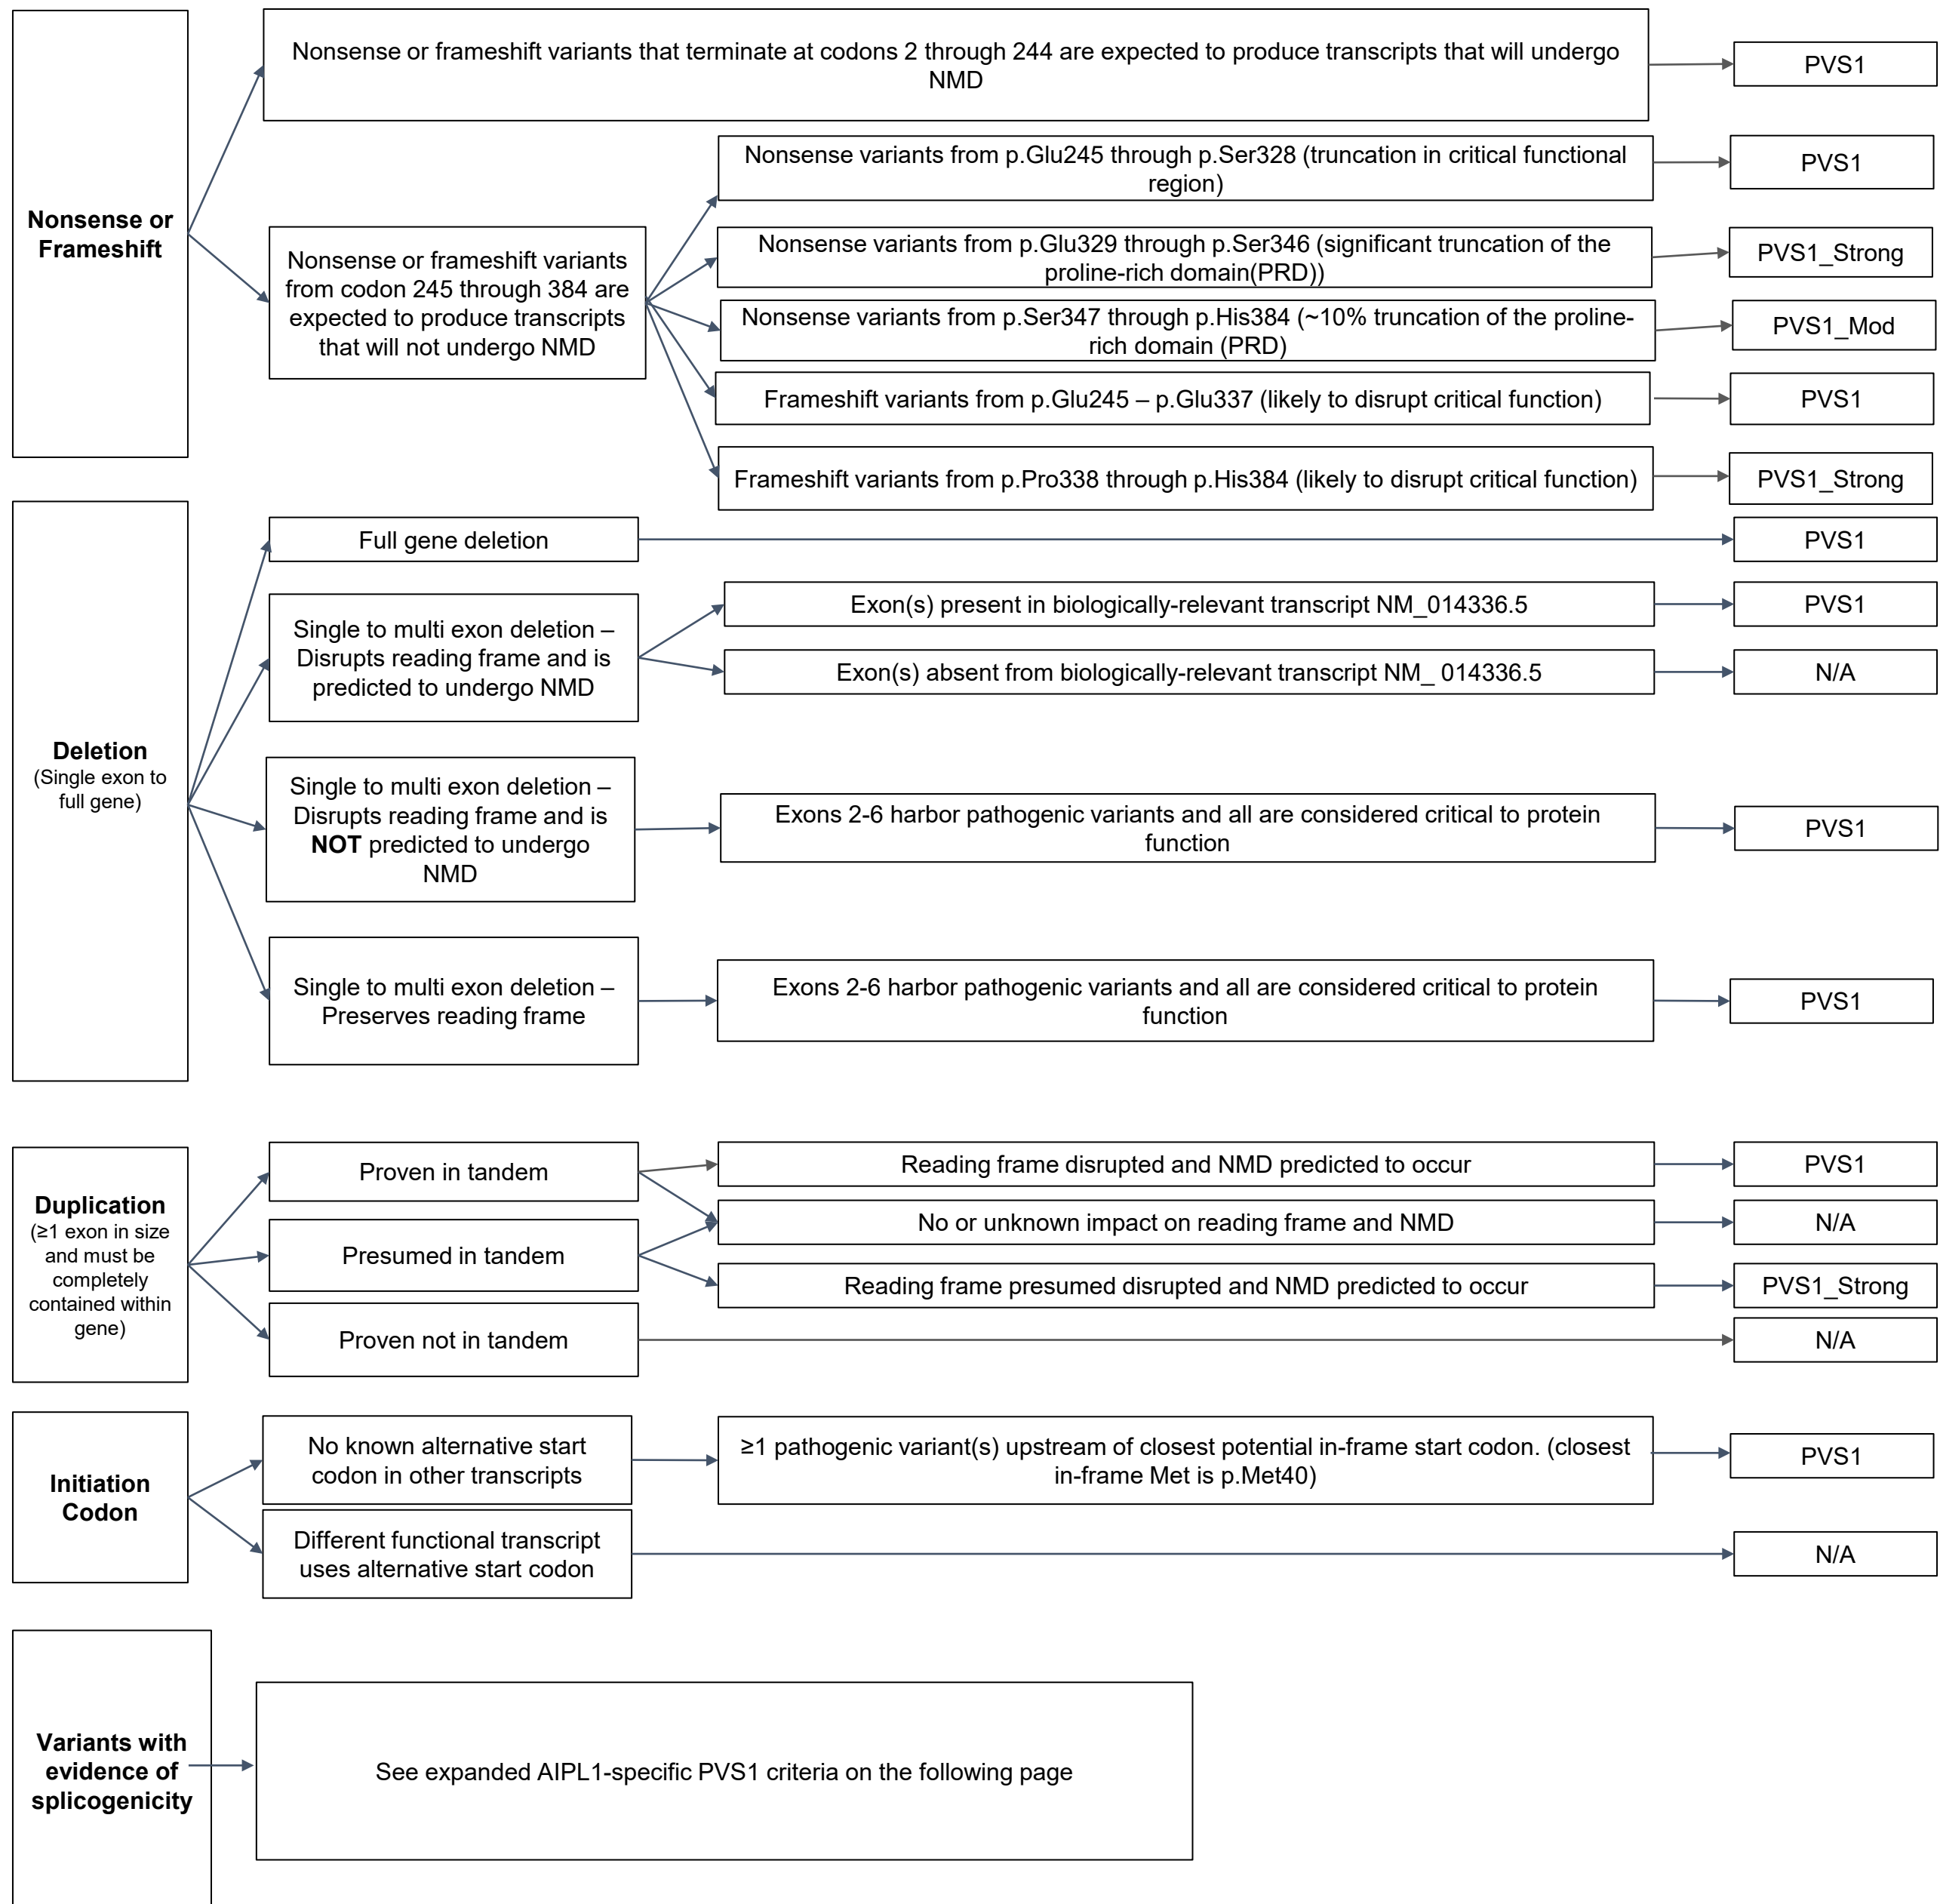 Nonsense or
Frameshift
Nonsense or frameshift variants that terminate at codons 2 through 244 are expected to produce transcripts that will undergo
NMD
PVS1
Nonsense or frameshift variants
from codon 245 through 384 are
expected to produce transcripts
that will not undergo NMD
Nonsense variants from p.Glu245 through p.Ser328 (truncation in critical functional
region)
PVS1
Nonsense variants from p.Glu329 through p.Ser346 (significant truncation of the
proline-rich domain(PRD))
PVS1_Strong
Nonsense variants from p.Ser347 through p.His384 (~10% truncation of the proline-
rich domain (PRD)
PVS1_Mod
Frameshift variants from p.Glu245 – p.Glu337 (likely to disrupt critical function)
PVS1
Frameshift variants from p.Pro338 through p.His384 (likely to disrupt critical function)
PVS1_Strong
Deletion
(Single exon to
full gene)
Full gene deletion
PVS1
Single to multi exon deletion –
Disrupts reading frame and is
predicted to undergo NMD
Exon(s) present in biologically-relevant transcript NM_014336.5
PVS1
Exon(s) absent from biologically-relevant transcript NM_ 014336.5
N/A
Single to multi exon deletion –
Disrupts reading frame and is
NOT predicted to undergo
NMD
Exons 2-6 harbor pathogenic variants and all are considered critical to protein
function
PVS1
Single to multi exon deletion –
Preserves reading frame
Exons 2-6 harbor pathogenic variants and all are considered critical to protein
function
PVS1
Duplication
(≥1 exon in size
and must be
completely
contained within
gene)
Proven in tandem
Reading frame disrupted and NMD predicted to occur
PVS1
No or unknown impact on reading frame and NMD
N/A
Presumed in tandem
Reading frame presumed disrupted and NMD predicted to occur
PVS1_Strong
Proven not in tandem
N/A
Initiation
Codon
No known alternative start
codon in other transcripts
≥1 pathogenic variant(s) upstream of closest potential in-frame start codon. (closest
in-frame Met is p.Met40)
PVS1
Different functional transcript
uses alternative start codon
N/A
Variants with
evidence of
splicogenicity
See expanded AIPL1-specific PVS1 criteria on the following page